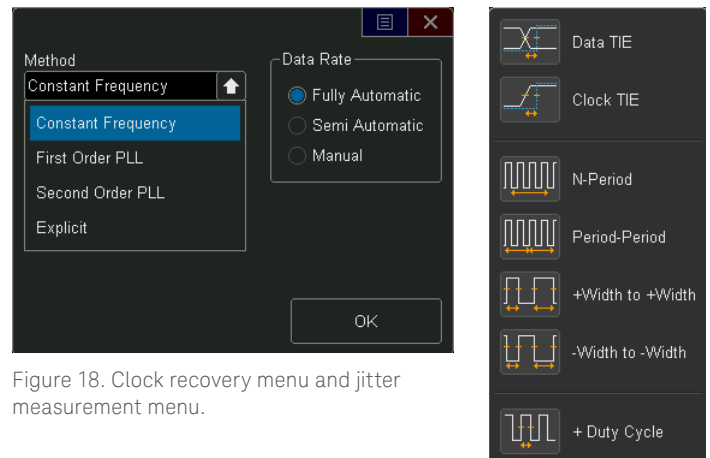 Method
Constant Frequency
Constant Frequency
First Order PLL
Second Order PLL
Explicit
Data Rate
Fully Automatic
Semi Automatic
Manual
OK
Figure 18. Clock recovery menu and jitter
measurement menu.
Data TIE
Clock TIE
N-Period
Period-Period
+Width to +Width
-Width to -Width
+ Duty Cycle